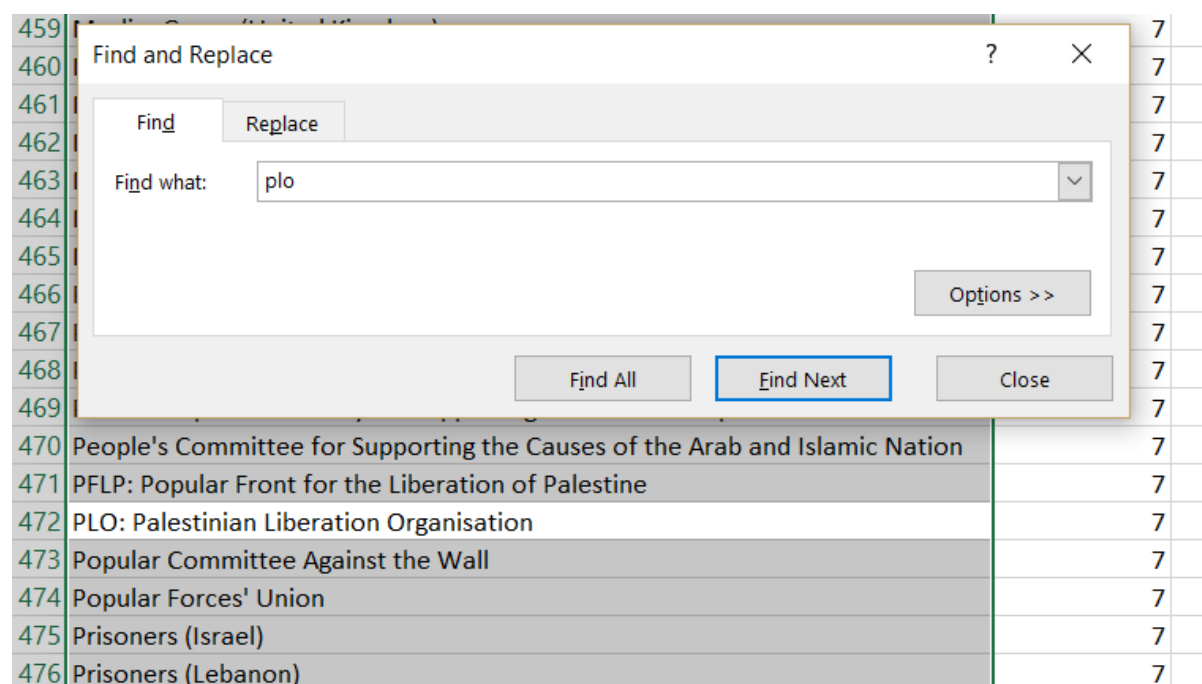 459 7
Find and Replace ? ×
460 7
461 7
Find Replace
462 7
463 7
Find what: plo
464 7
465 7
466 7
Options >>
467 7
468 7
Find All Find Next Close
469 7
470 People's Committee for Supporting the Causes of the Arab and Islamic Nation 7
471 PFLP: Popular Front for the Liberation of Palestine 7
472 PLO: Palestinian Liberation Organisation 7
473 Popular Committee Against the Wall 7
474 Popular Forces' Union 7
475 Prisoners (Israel) 7
476 Prisoners (Lebanon) 7